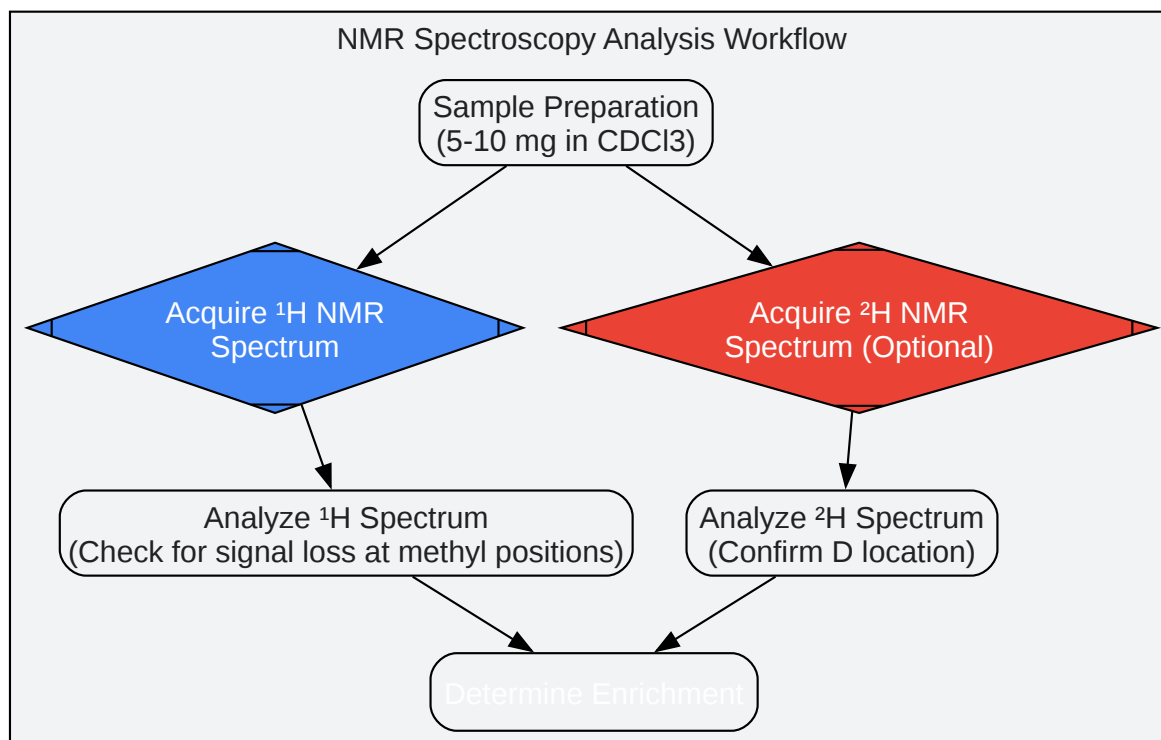 NMR Spectroscopy Analysis Workflow
Sample Preparation
(5-10 mg in CDCl3)
Acquire ¹H NMR
Spectrum
Acquire ²H NMR
Spectrum (Optional)
Analyze ¹H Spectrum
(Check for signal loss at methyl positions)
Analyze ²H Spectrum
(Confirm D location)
Determine Enrichment